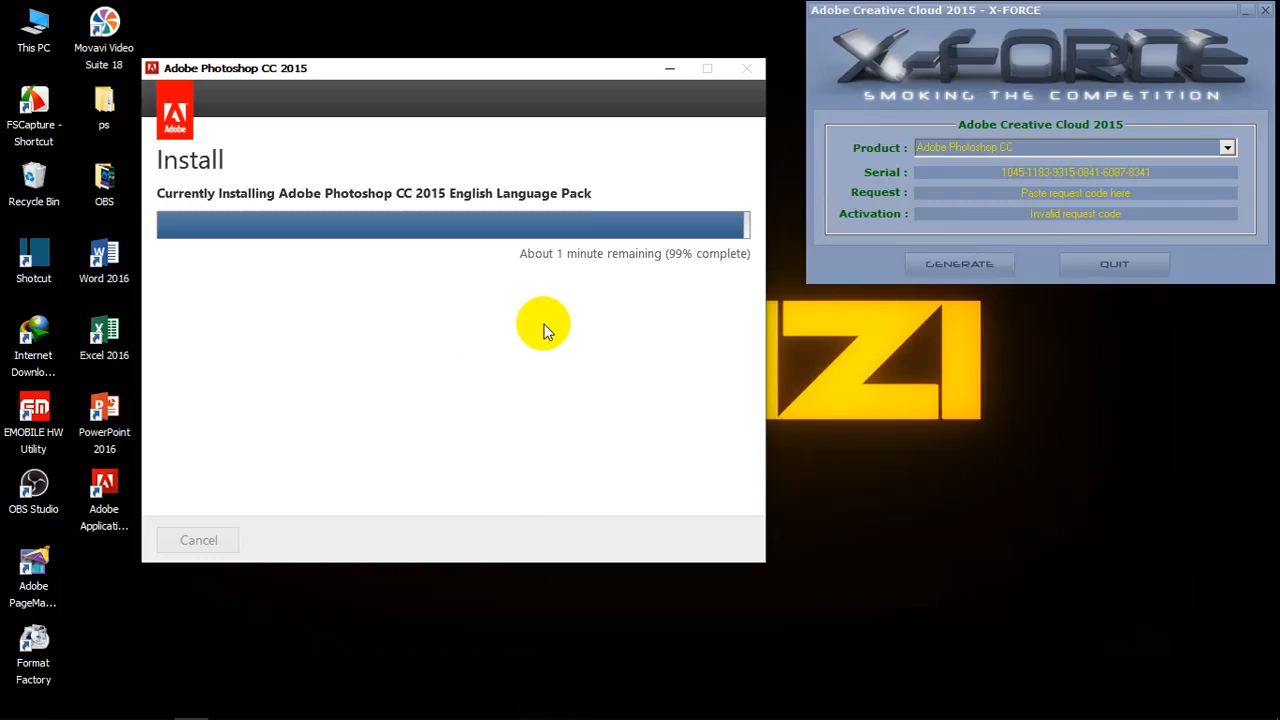 This PC
Movavi Video
Suite 18
FSCapture -
Shortcut
ps
Recycle Bin
OBS
Shotcut
Word 2016
Internet
Downlo...
Excel 2016
EMOBILE HW
Utility
PowerPoint
2016
OBS Studio
Adobe
Applicati...
Adobe
PageMa...
Format
Factory
Adobe Photoshop CC 2015
Adobe
Install
Currently Installing Adobe Photoshop CC 2015 English Language Pack
About 1 minute remaining (99% complete)
Cancel
Adobe Creative Cloud 2015 - X-FORCE
X-FORCE
SMOKING THE COMPETITION
Adobe Creative Cloud 2015
Product : Adobe Photoshop CC
Serial : 1045-1183-9315-0841-6087-8341
Request : Paste request code here
Activation : Invalid request code
GENERATE QUIT